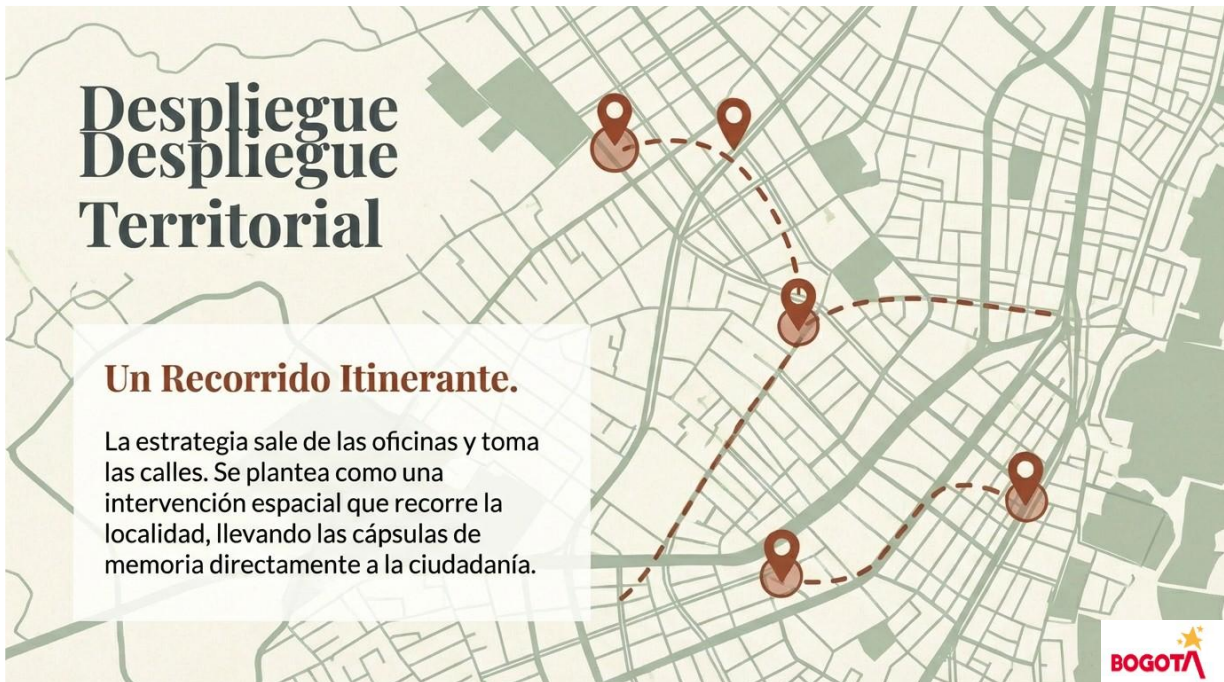 Despliegue
Despliegue
Territorial
Un Recorrido Itinerante.
La estrategia sale de las oficinas y toma
las calles. Se plantea como una
intervención espacial que recorre la
localidad, llevando las cápsulas de
memoria directamente a la ciudadanía.
BOGOTÁ